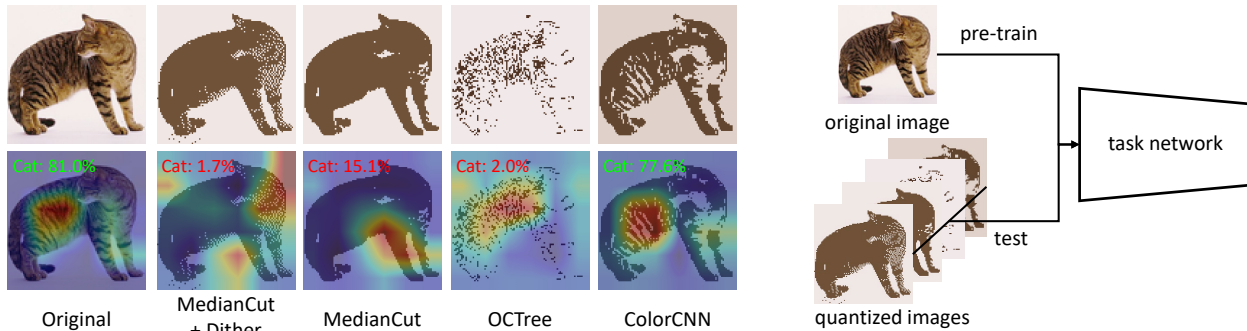 Cat: 81.0%
Cat: 1.7%
Cat: 15.1%
Cat: 2.0%
Cat: 77.6%
Original
MedianCut
+ Dither
MedianCut
OCTree
ColorCNN
pre-train
original image
task network
test
quantized images